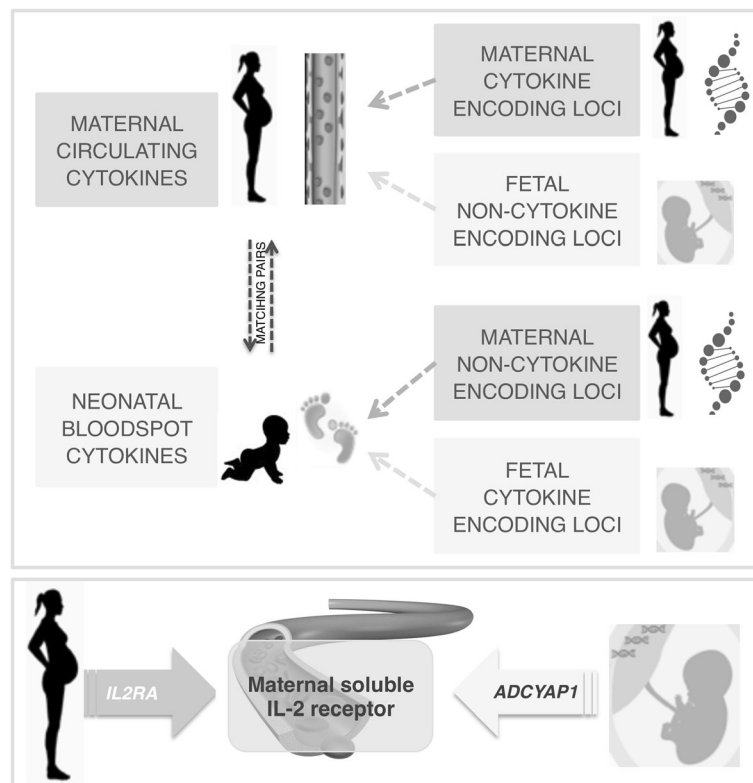 MATERNAL
CIRCULATING
CYTOKINES
MATERNAL
CYTOKINE
ENCODING LOCI
FETAL
NON-CYTOKINE
ENCODING LOCI
MATCIHNG PAIRS
NEONATAL
BLOODSPOT
CYTOKINES
MATERNAL
NON-CYTOKINE
ENCODING LOCI
FETAL
CYTOKINE
ENCODING LOCI
IL2RA
Maternal soluble
IL-2 receptor
ADCYAP1